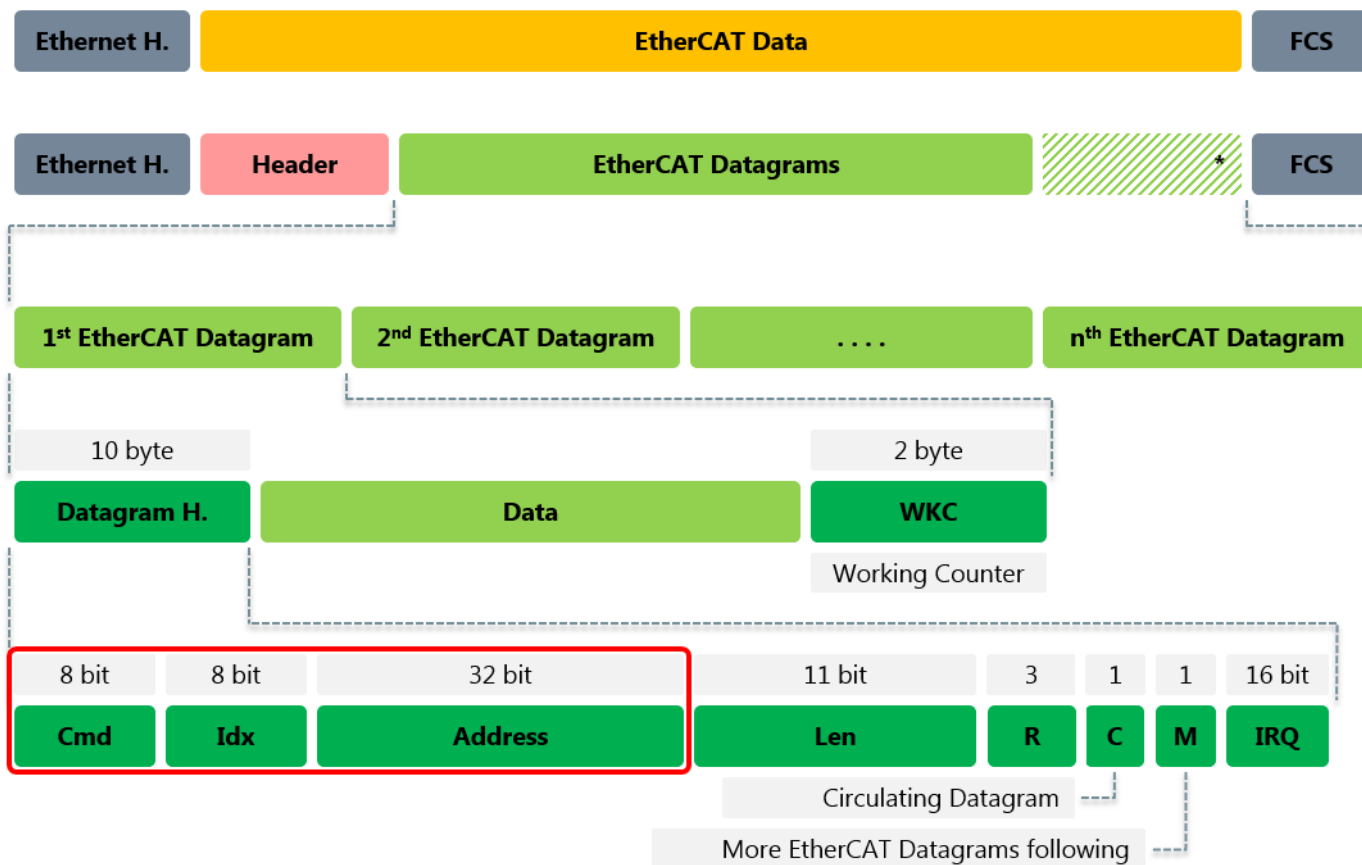 Ethernet H. EtherCAT Data FCS
Ethernet H. Header EtherCAT Datagrams * FCS
1st EtherCAT Datagram 2nd EtherCAT Datagram . . . . nth EtherCAT Datagram
10 byte 2 byte
Datagram H. Data WKC
Working Counter
8 bit 8 bit 32 bit 11 bit 3 1 1 16 bit
Cmd Idx Address Len R C M IRQ
Circulating Datagram
More EtherCAT Datagrams following